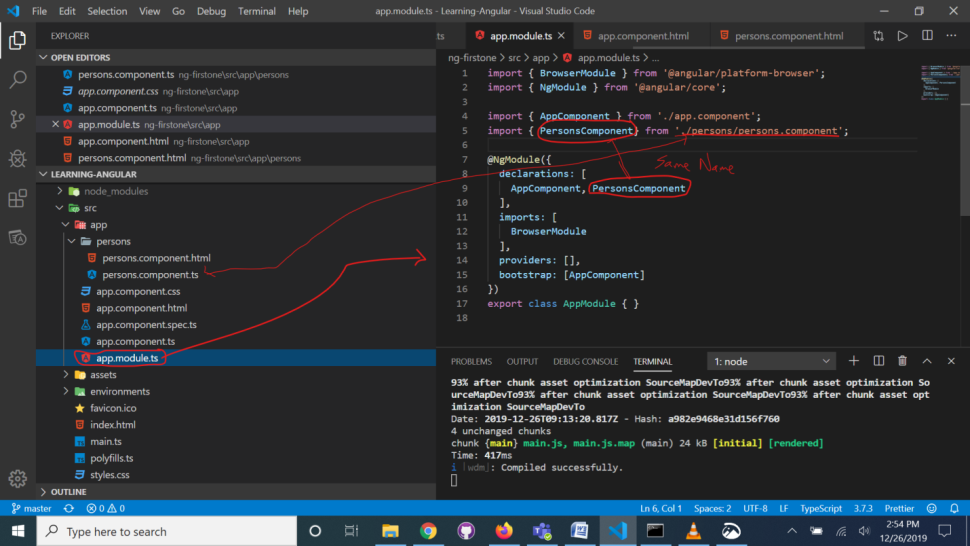 File Edit Selection View Go Debug Terminal Help app.module.ts - Learning-Angular - Visual Studio Code
EXPLORER
OPEN EDITORS
persons.component.ts ng-firstone\src\app\persons
app.component.css ng-firstone\src\app
app.component.ts ng-firstone\src\app
app.module.ts ng-firstone\src\app
app.component.html ng-firstone\src\app
persons.component.html ng-firstone\src\app\persons
LEARNING-ANGULAR
node_modules
src
app
persons
persons.component.html
persons.component.ts
app.component.css
app.component.html
app.component.spec.ts
app.component.ts
app.module.ts
assets
environments
favicon.ico
index.html
main.ts
polyfills.ts
styles.css
OUTLINE
ts app.module.ts app.component.html persons.component.html
ng-firstone > src > app > app.module.ts > ...
1 import { BrowserModule } from '@angular/platform-browser';
2 import { NgModule } from '@angular/core';
3
4 import { AppComponent } from './app.component';
5 import { PersonsComponent} from './persons/persons.component';
6
Same Name
7 @NgModule({
8 declarations: [
9 AppComponent, PersonsComponent
10 ],
11 imports: [
12 BrowserModule
13 ],
14 providers: [],
15 bootstrap: [AppComponent]
16 })
17 export class AppModule { }
18
PROBLEMS OUTPUT DEBUG CONSOLE TERMINAL 1: node
93% after chunk asset optimization SourceMapDevTo93% after chunk asset optimization So
urceMapDevTo93% after chunk asset optimization SourceMapDevTo93% after chunk asset opt
imization SourceMapDevTo
Date: 2019-12-26T09:13:20.817Z - Hash: a982e9468e31d156f760
4 unchanged chunks
chunk {main} main.js, main.js.map (main) 24 kB [initial] [rendered]
Time: 417ms
i ｢wdm｣: Compiled successfully.
master 0 0 Ln 6, Col 1 Spaces: 2 UTF-8 LF TypeScript 3.7.3 Prettier
Type here to search
2:54 PM
12/26/2019